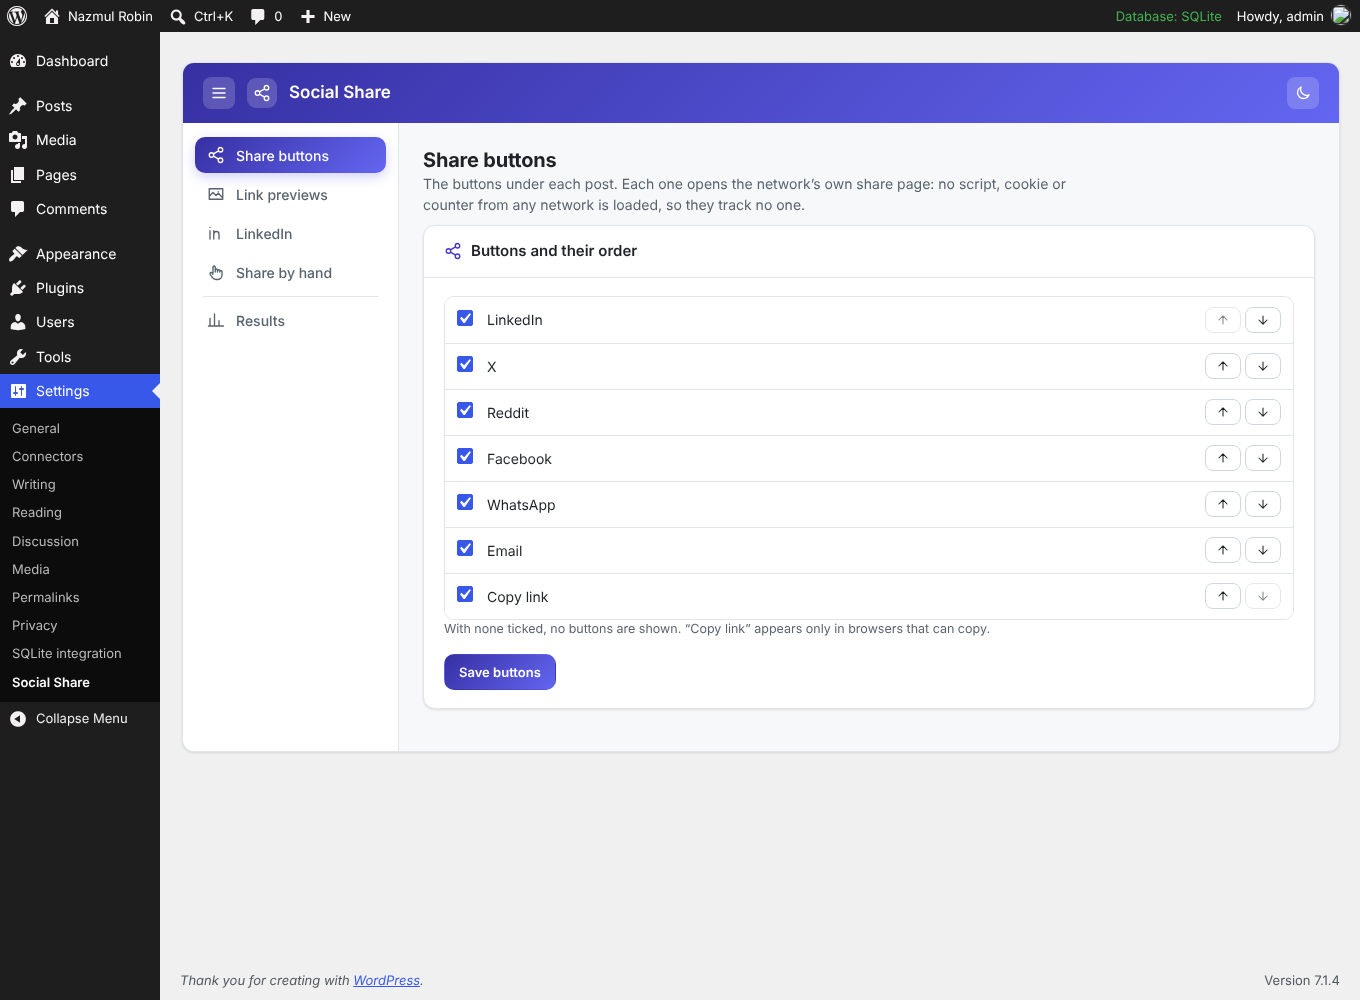 Nazmul Robin
Ctrl+K
0
New
Database: SQLite
Howdy, admin
Dashboard
Posts
Media
Pages
Comments
Appearance
Plugins
Users
Tools
Settings
General
Connectors
Writing
Reading
Discussion
Media
Permalinks
Privacy
SQLite integration
Social Share
Collapse Menu
Social Share
Share buttons
Link previews
LinkedIn
Share by hand
Results
Share buttons
The buttons under each post. Each one opens the network’s own share page: no script, cookie or
counter from any network is loaded, so they track no one.
Buttons and their order
LinkedIn
X
Reddit
Facebook
WhatsApp
Email
Copy link
With none ticked, no buttons are shown. “Copy link” appears only in browsers that can copy.
Save buttons
Thank you for creating with WordPress.
Version 7.1.4